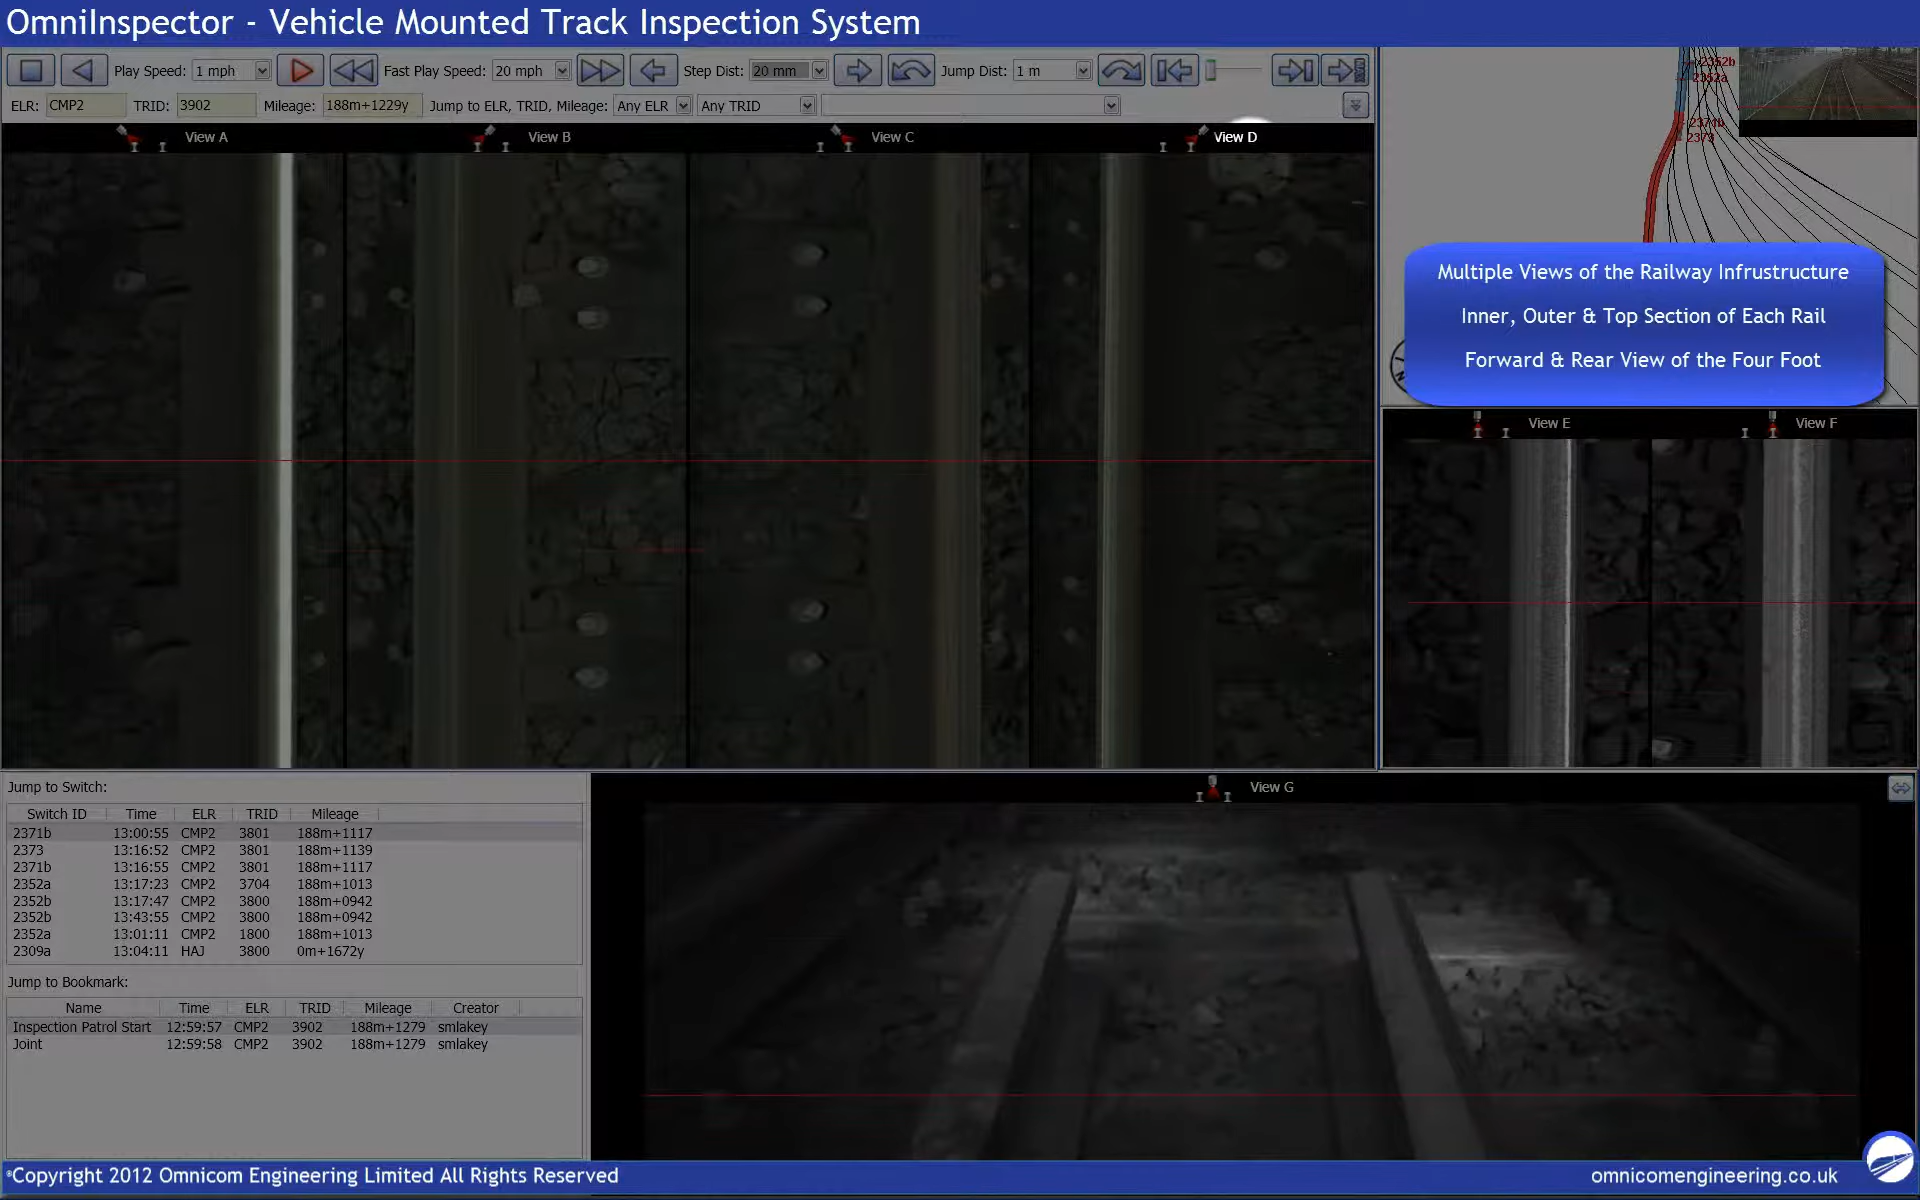 OmniInspector - Vehicle Mounted Track Inspection System
Play Speed: 1 mph Fast Play Speed: 20 mph Step Dist: 20 mm Jump Dist: 1 m
ELR: CMP2 TRID: 3902 Mileage: 188m+1229y Jump to ELR, TRID, Mileage: Any ELR Any TRID
View A View B View C View D
2352b
2352a
2371b
2373
Multiple Views of the Railway Infrustructure
Inner, Outer & Top Section of Each Rail
Forward & Rear View of the Four Foot
View E View F
Jump to Switch:
Switch ID Time ELR TRID Mileage
2371b 13:00:55 CMP2 3801 188m+1117
2373 13:16:52 CMP2 3801 188m+1139
2371b 13:16:55 CMP2 3801 188m+1117
2352a 13:17:23 CMP2 3704 188m+1013
2352b 13:17:47 CMP2 3800 188m+0942
2352b 13:43:55 CMP2 3800 188m+0942
2352a 13:01:11 CMP2 1800 188m+1013
2309a 13:04:11 HAJ 3800 0m+1672y
Jump to Bookmark:
Name Time ELR TRID Mileage Creator
Inspection Patrol Start 12:59:57 CMP2 3902 188m+1279 smlakey
Joint 12:59:58 CMP2 3902 188m+1279 smlakey
View G
©Copyright 2012 Omnicom Engineering Limited All Rights Reserved
omnicomengineering.co.uk